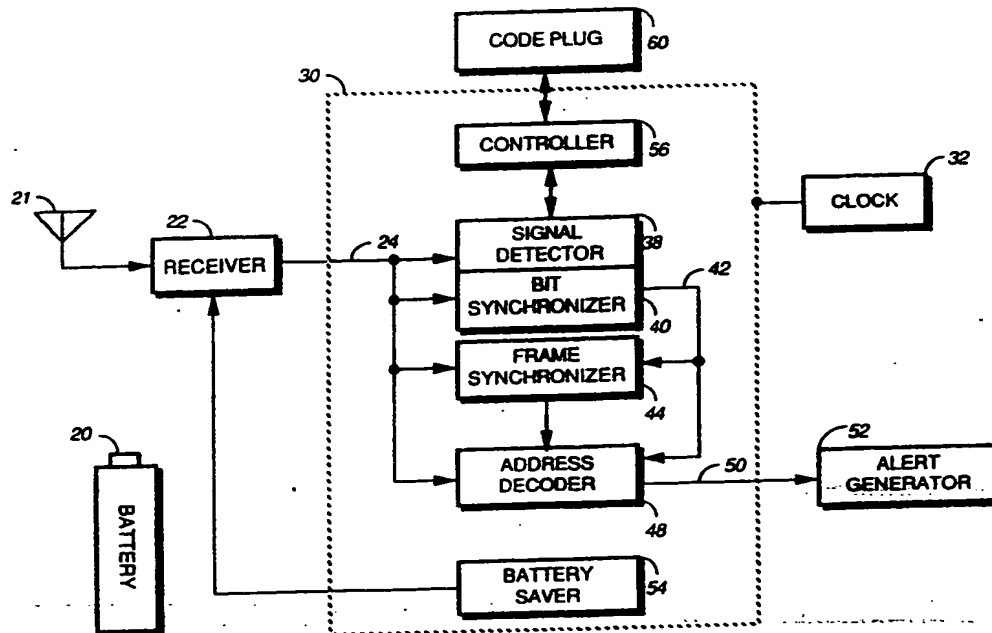 CODE PLUG
60
30
CONTROLLER
56
21
22
RECEIVER
24
SIGNAL
DETECTOR
38
BIT
SYNCHRONIZER
40
42
32
CLOCK
FRAME
SYNCHRONIZER
44
20
BATTERY
ADDRESS
DECODER
48
50
52
ALERT
GENERATOR
BATTERY
SAVER
54